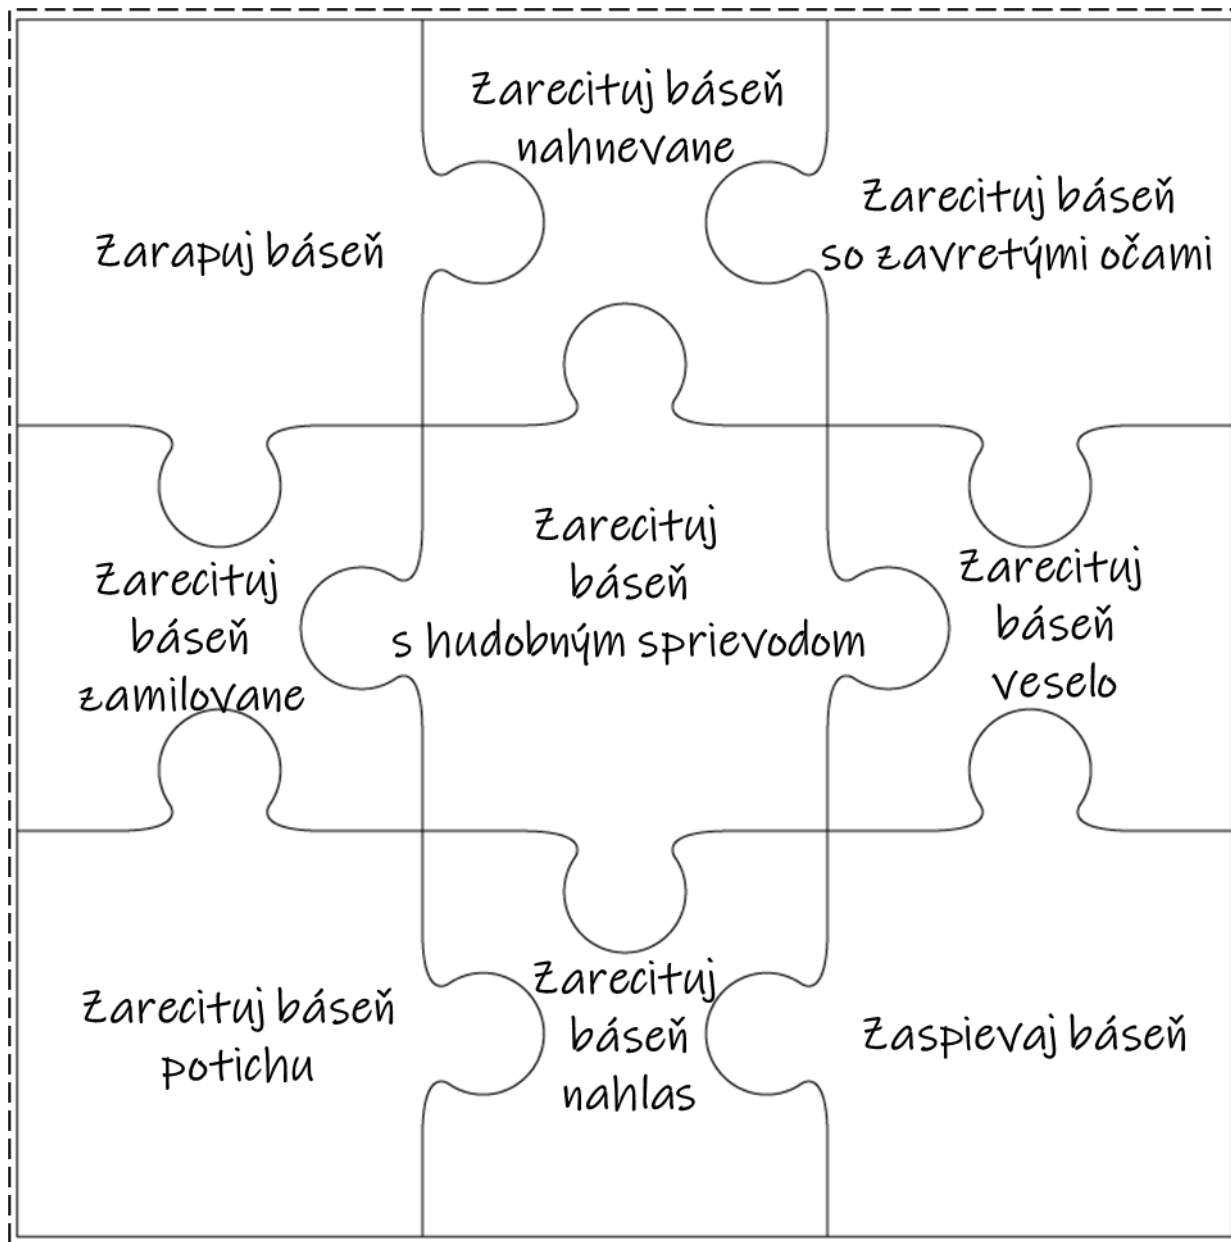 Zarapuj báseň
Zarecituj báseň
nahnevane
Zarecituj báseň
so zavretými očami
Zarecituj
báseň
zamilovane
Zarecituj
báseň
s hudobným sprievodom
Zarecituj
báseň
veselo
Zarecituj báseň
potichu
Zarecituj
báseň
nahlas
Zaspievaj báseň